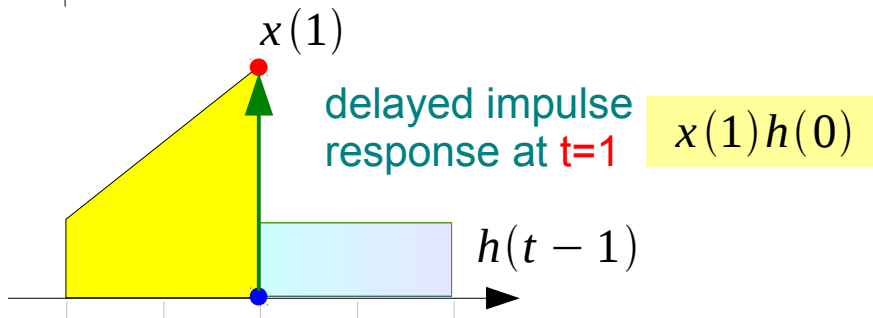 x(1)
delayed impulse
response at t=1
x(1)h(0)
h(t − 1)